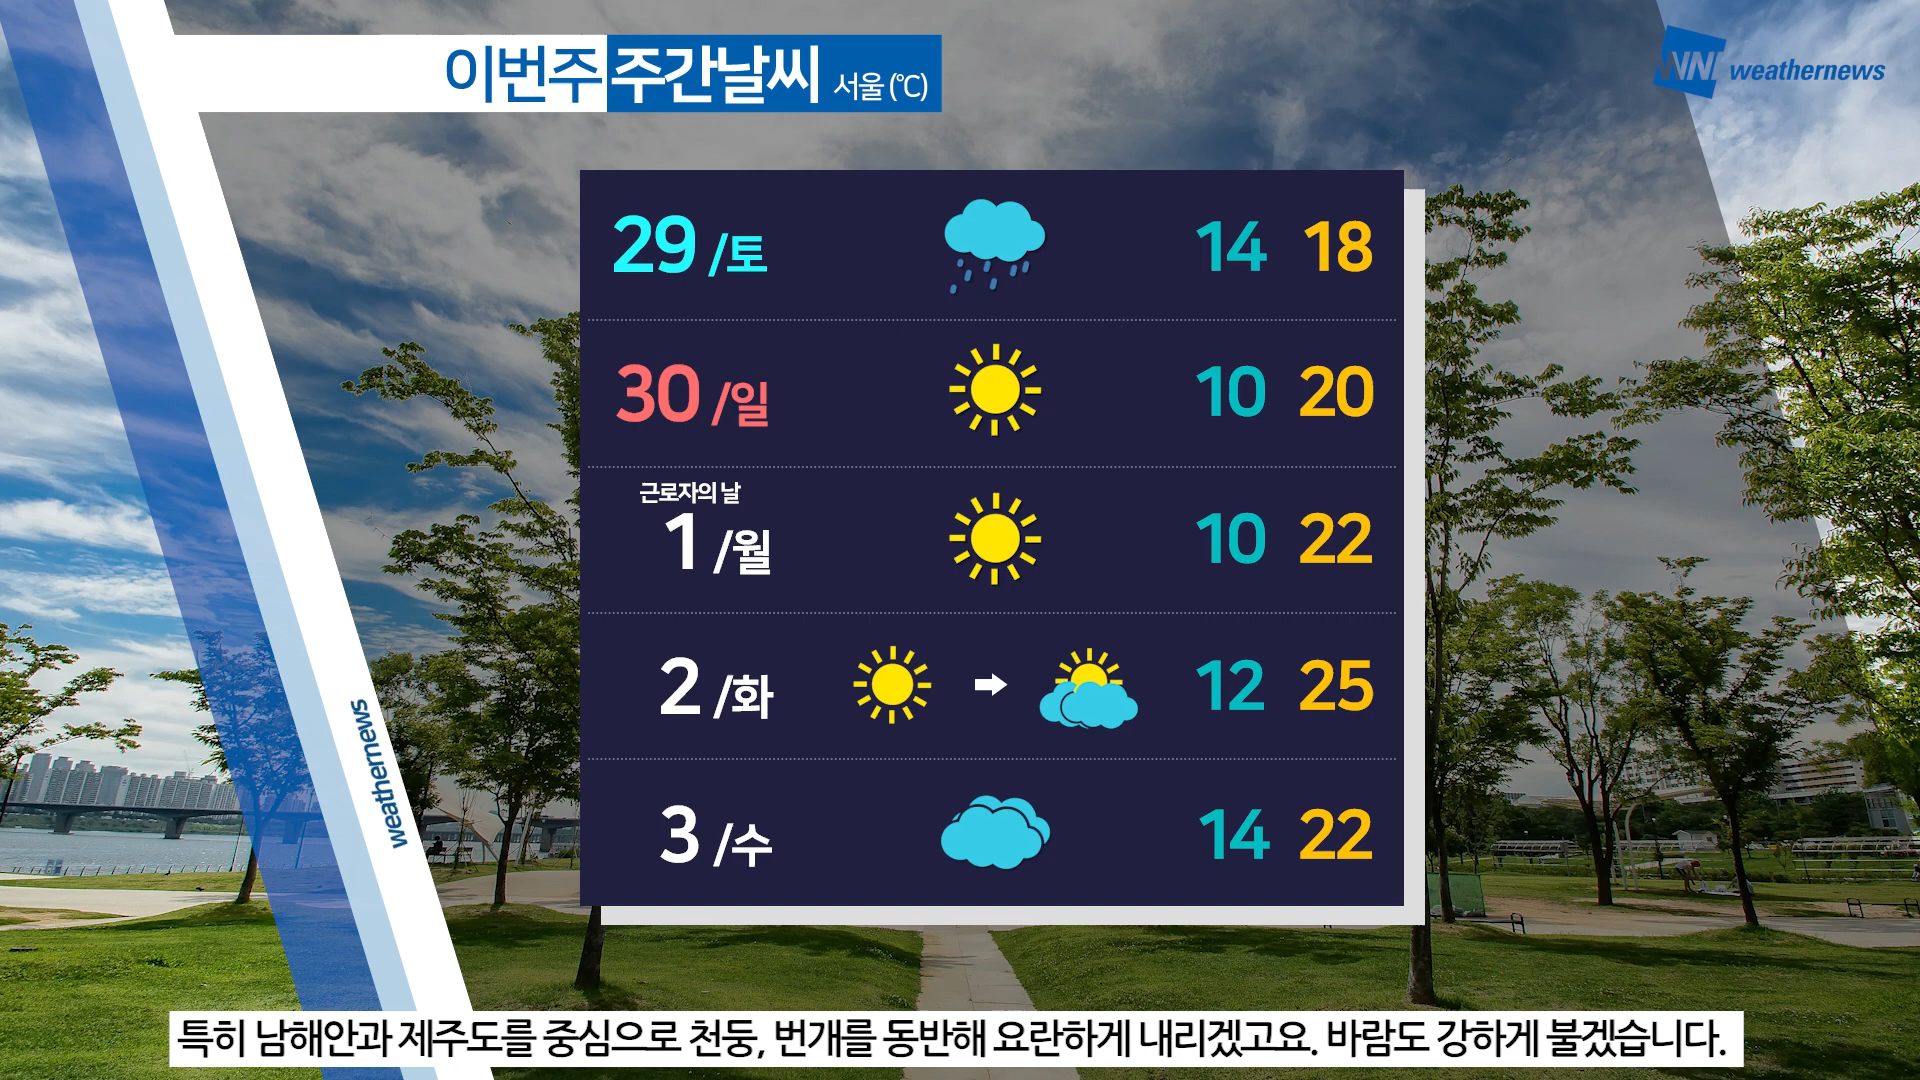 이번주 주간날씨 서울 (℃)
weathernews
29 /토 14 18
30 /일 10 20
근로자의 날
1 /월 10 22
2 /화 12 25
3 /수 14 22
weathernews
특히 남해안과 제주도를 중심으로 천둥, 번개를 동반해 요란하게 내리겠고요. 바람도 강하게 불겠습니다.